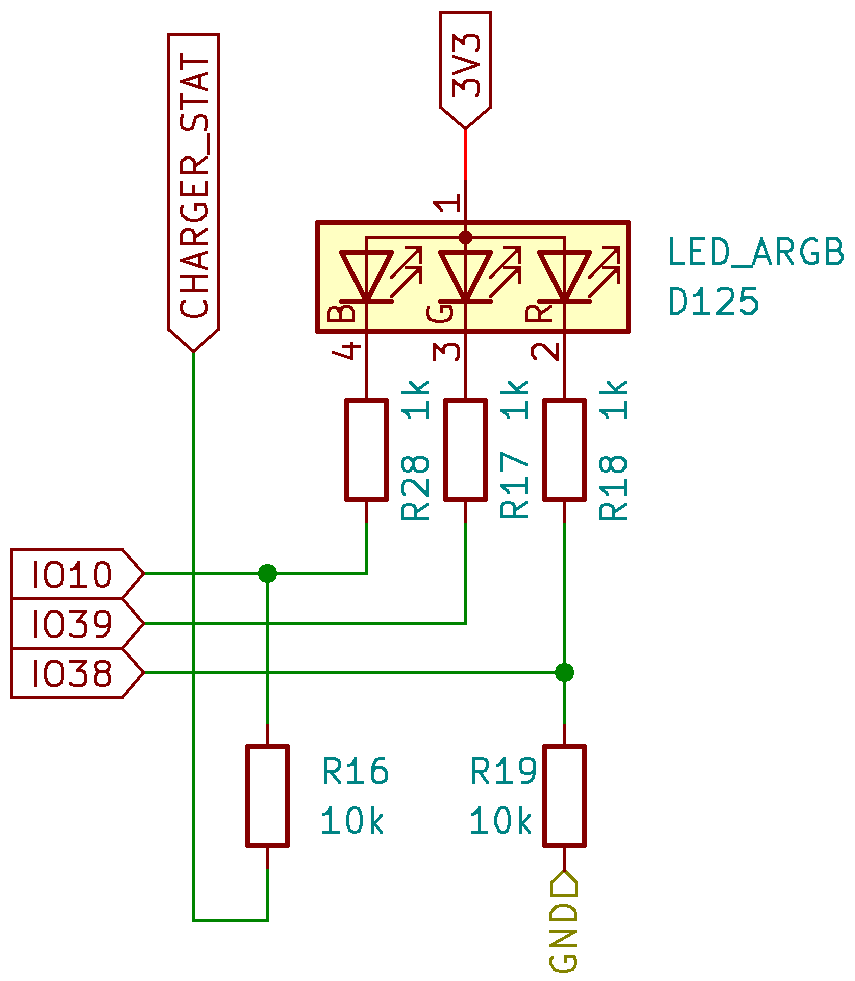 3V3
CHARGER_STAT
1
LED_ARGB
D125
B
G
R
4
3
2
R28 1k
R17 1k
R18 1k
IO10
IO39
IO38
R16
10k
R19
10k
GND